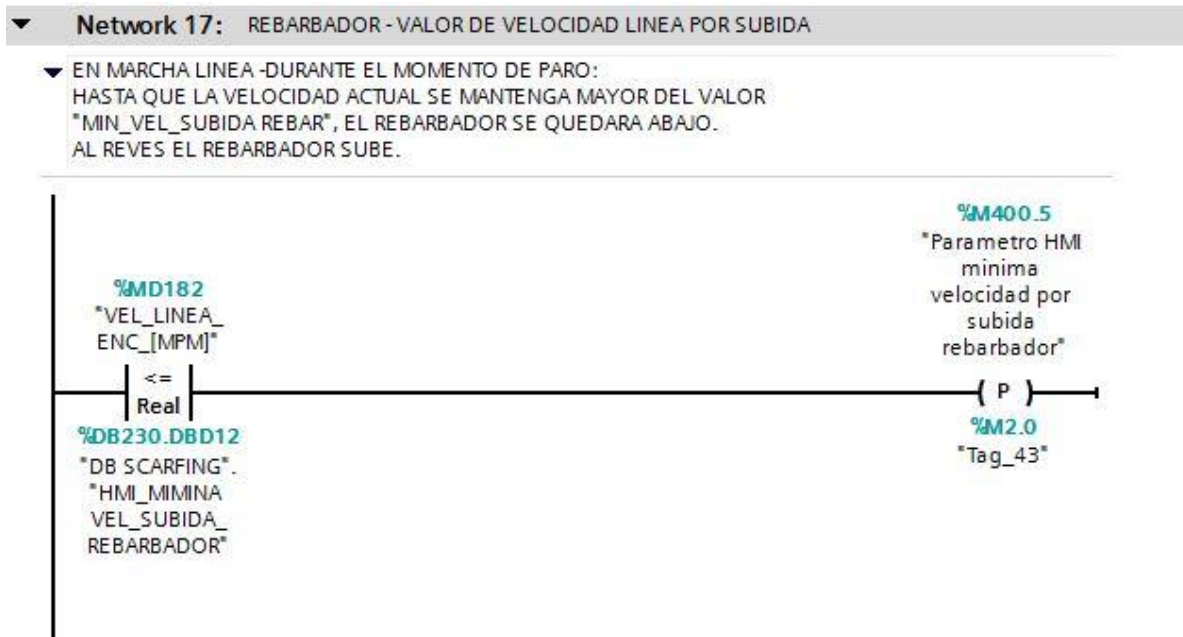 Network 17: REBARBADOR - VALOR DE VELOCIDAD LINEA POR SUBIDA
EN MARCHA LINEA -DURANTE EL MOMENTO DE PARO:
HASTA QUE LA VELOCIDAD ACTUAL SE MANTENGA MAYOR DEL VALOR
"MIN_VEL_SUBIDA REBAR", EL REBARBADOR SE QUEDARA ABAJO.
AL REVES EL REBARBADOR SUBE.
%M400.5
"Parametro HMI
minima
velocidad por
subida
rebarbador"
%MD182
"VEL_LINEA_
ENC_[MPM]"
<=
Real
%DB230.DBD12
"DB SCARFING".
"HMI_MIMINA
VEL_SUBIDA_
REBARBADOR"
( P )
%M2.0
"Tag_43"